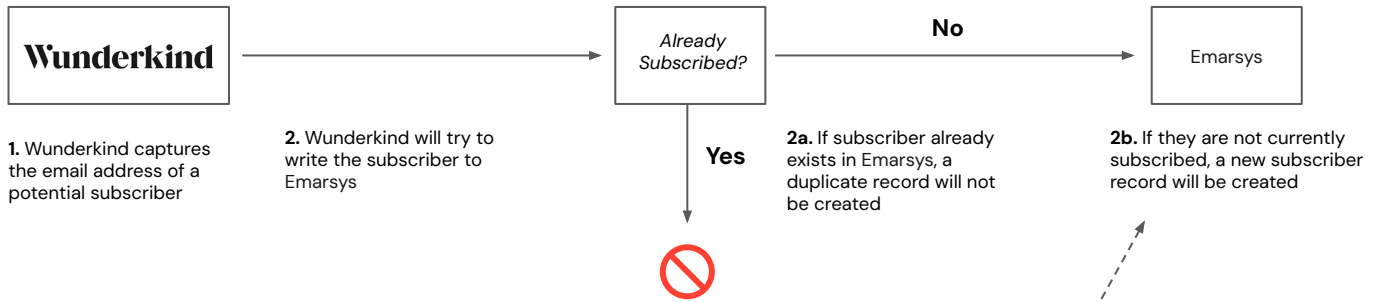 Wunderkind
Already
Subscribed?
No
Emarsys
1. Wunderkind captures
the email address of a
potential subscriber
2. Wunderkind will try to
write the subscriber to
Emarsys
Yes
2a. If subscriber already
exists in Emarsys, a
duplicate record will not
be created
2b. If they are not currently
subscribed, a new subscriber
record will be created